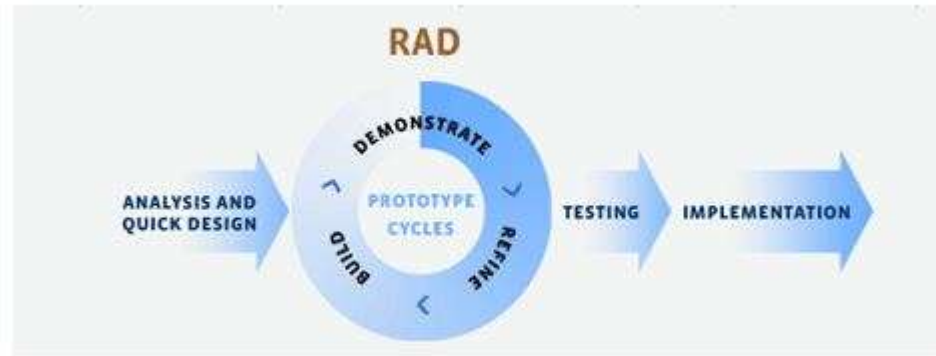 RAD
DEMONSTRATE
ANALYSIS AND
QUICK DESIGN
PROTOTYPE
CYCLES
BUILD
REFINE
TESTING
IMPLEMENTATION